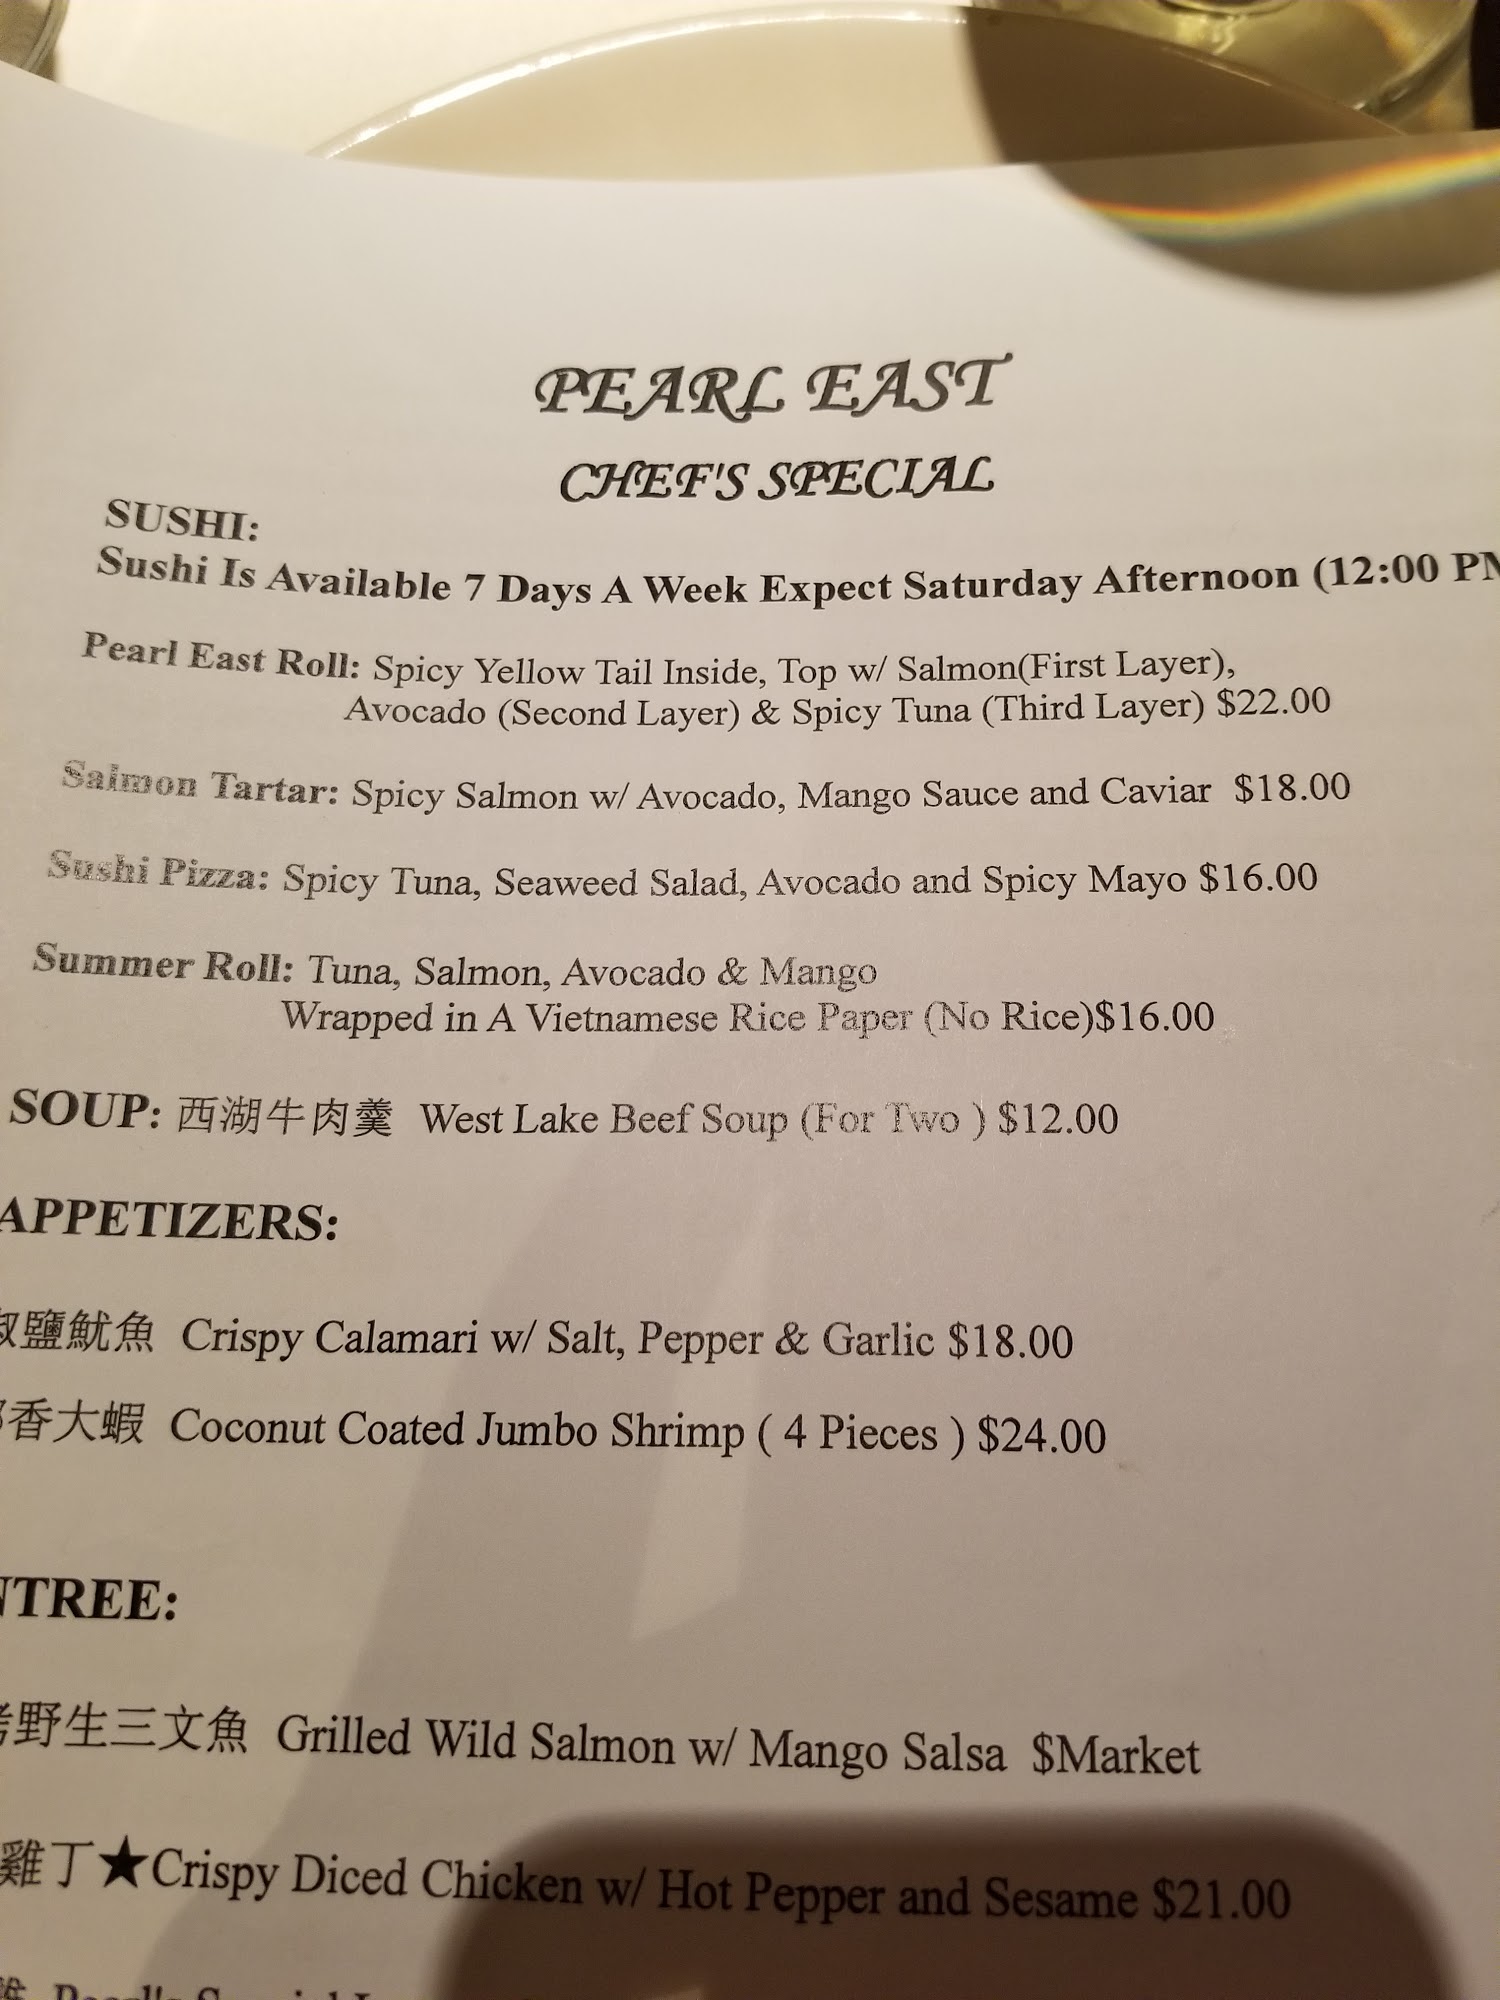 PEARL EAST
CHEF'S SPECIAL
SUSHI:
Sushi Is Available 7 Days A Week Expect Saturday Afternoon (12:00 PM
Pearl East Roll: Spicy Yellow Tail Inside, Top w/ Salmon(First Layer),
Avocado (Second Layer) & Spicy Tuna (Third Layer) $22.00
Salmon Tartar: Spicy Salmon w/ Avocado, Mango Sauce and Caviar $18.00
Sushi Pizza: Spicy Tuna, Seaweed Salad, Avocado and Spicy Mayo $16.00
Summer Roll: Tuna, Salmon, Avocado & Mango
Wrapped in A Vietnamese Rice Paper (No Rice)$16.00
SOUP: 西湖牛肉羹 West Lake Beef Soup (For Two ) $12.00
APPETIZERS:
椒鹽魷魚 Crispy Calamari w/ Salt, Pepper & Garlic $18.00
香大蝦 Coconut Coated Jumbo Shrimp ( 4 Pieces ) $24.00
NTREE:
野生三文魚 Grilled Wild Salmon w/ Mango Salsa $Market
雞丁★Crispy Diced Chicken w/ Hot Pepper and Sesame $21.00
Pearl's Special